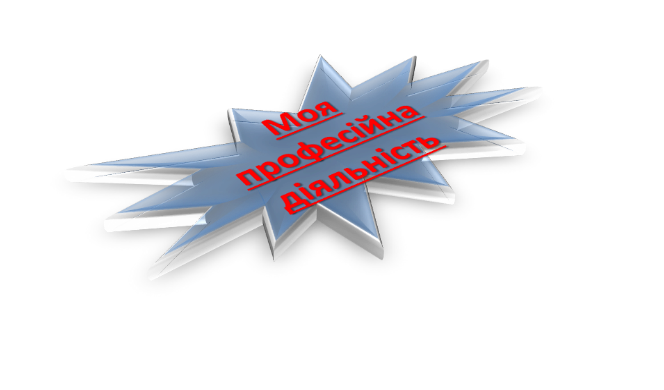 Моя
професійна
діяльність